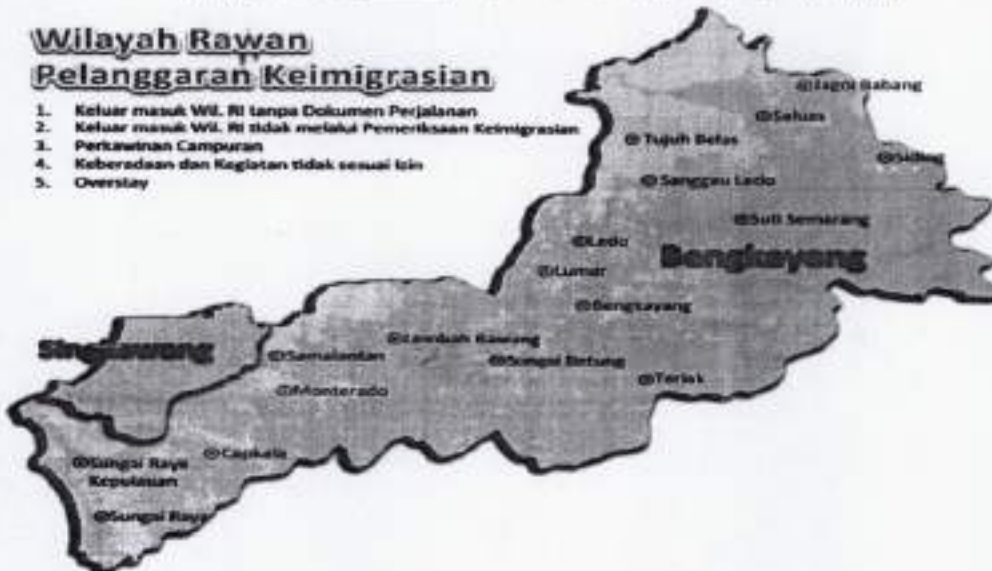 Wilayah Rawan
Pelanggaran Keimigrasian
1. Keluar masuk Wil. RI tanpa Dokumen Perjalanan
2. Keluar masuk Wil. RI tidak melalui Pemeriksaan Keimigrasian
3. Perkawinan Campuran
4. Keberadaan dan Kegiatan tidak sesuai Izin
5. Overstay
Jagoi Babang
Seluas
Tujuh Belas
Siding
Sanggau Ledo
Suti Semarang
Ledo
Bengkayang
Lumar
Bengkayang
Lembah Bawang
Singkawang
Samalantan
Sungai Betung
Teriak
Monterado
Capkala
Sungai Raya
Kepulauan
Sungai Raya